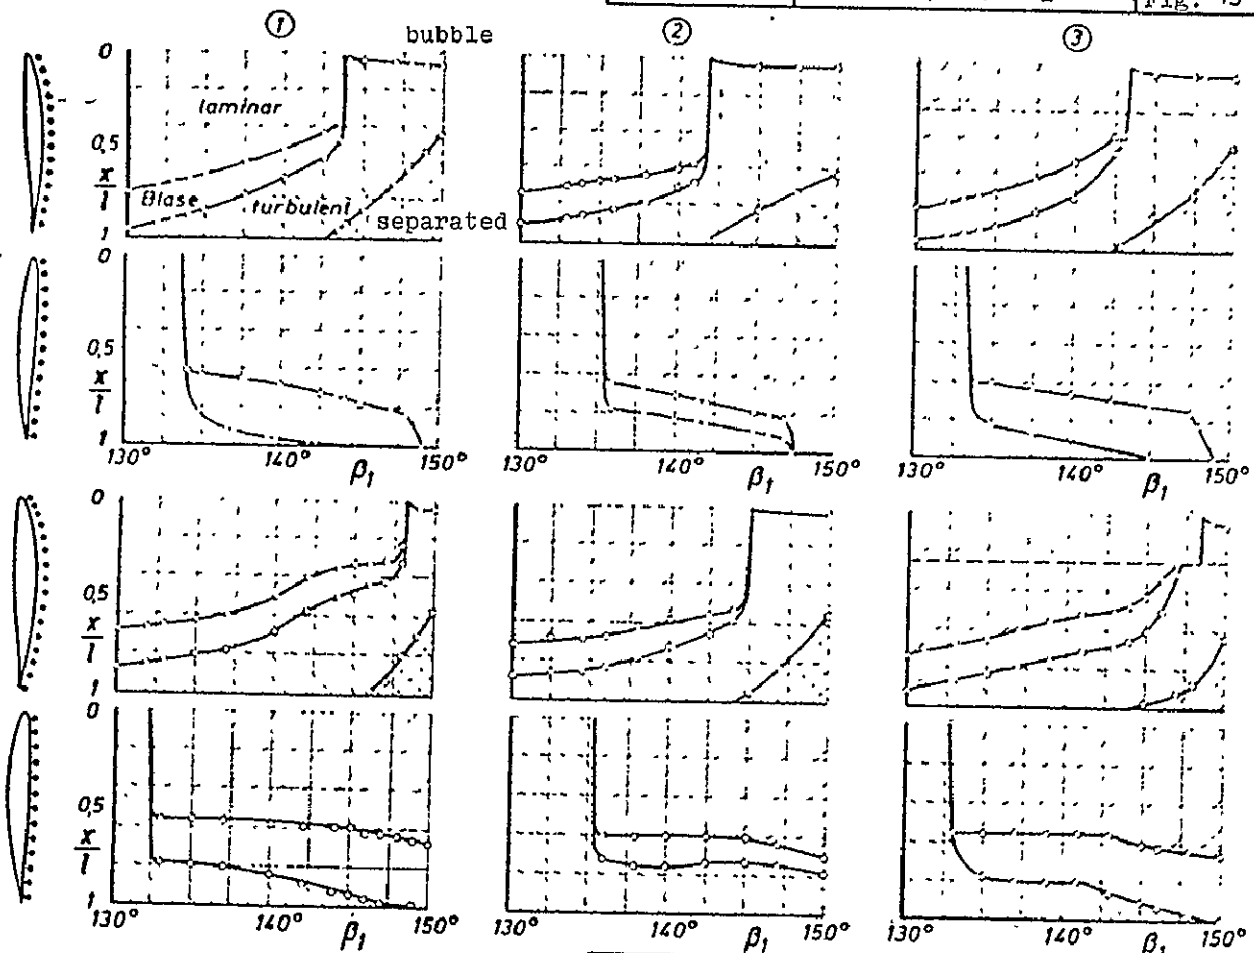 Fig. 43
① ② ③
bubble
0
laminar
0,5
x
l
Blase turbulent
separated
1
0
0,5
x
l
1
130° 140° 150° 130° 140° 150° 130° 140° 150°
β₁ β₁ β₁
0
0,5
x
l
1
0
0,5
x
l
1
130° 140° 150° 130° 140° 150° 130° 140° 150°
β₁ β₁ β₁